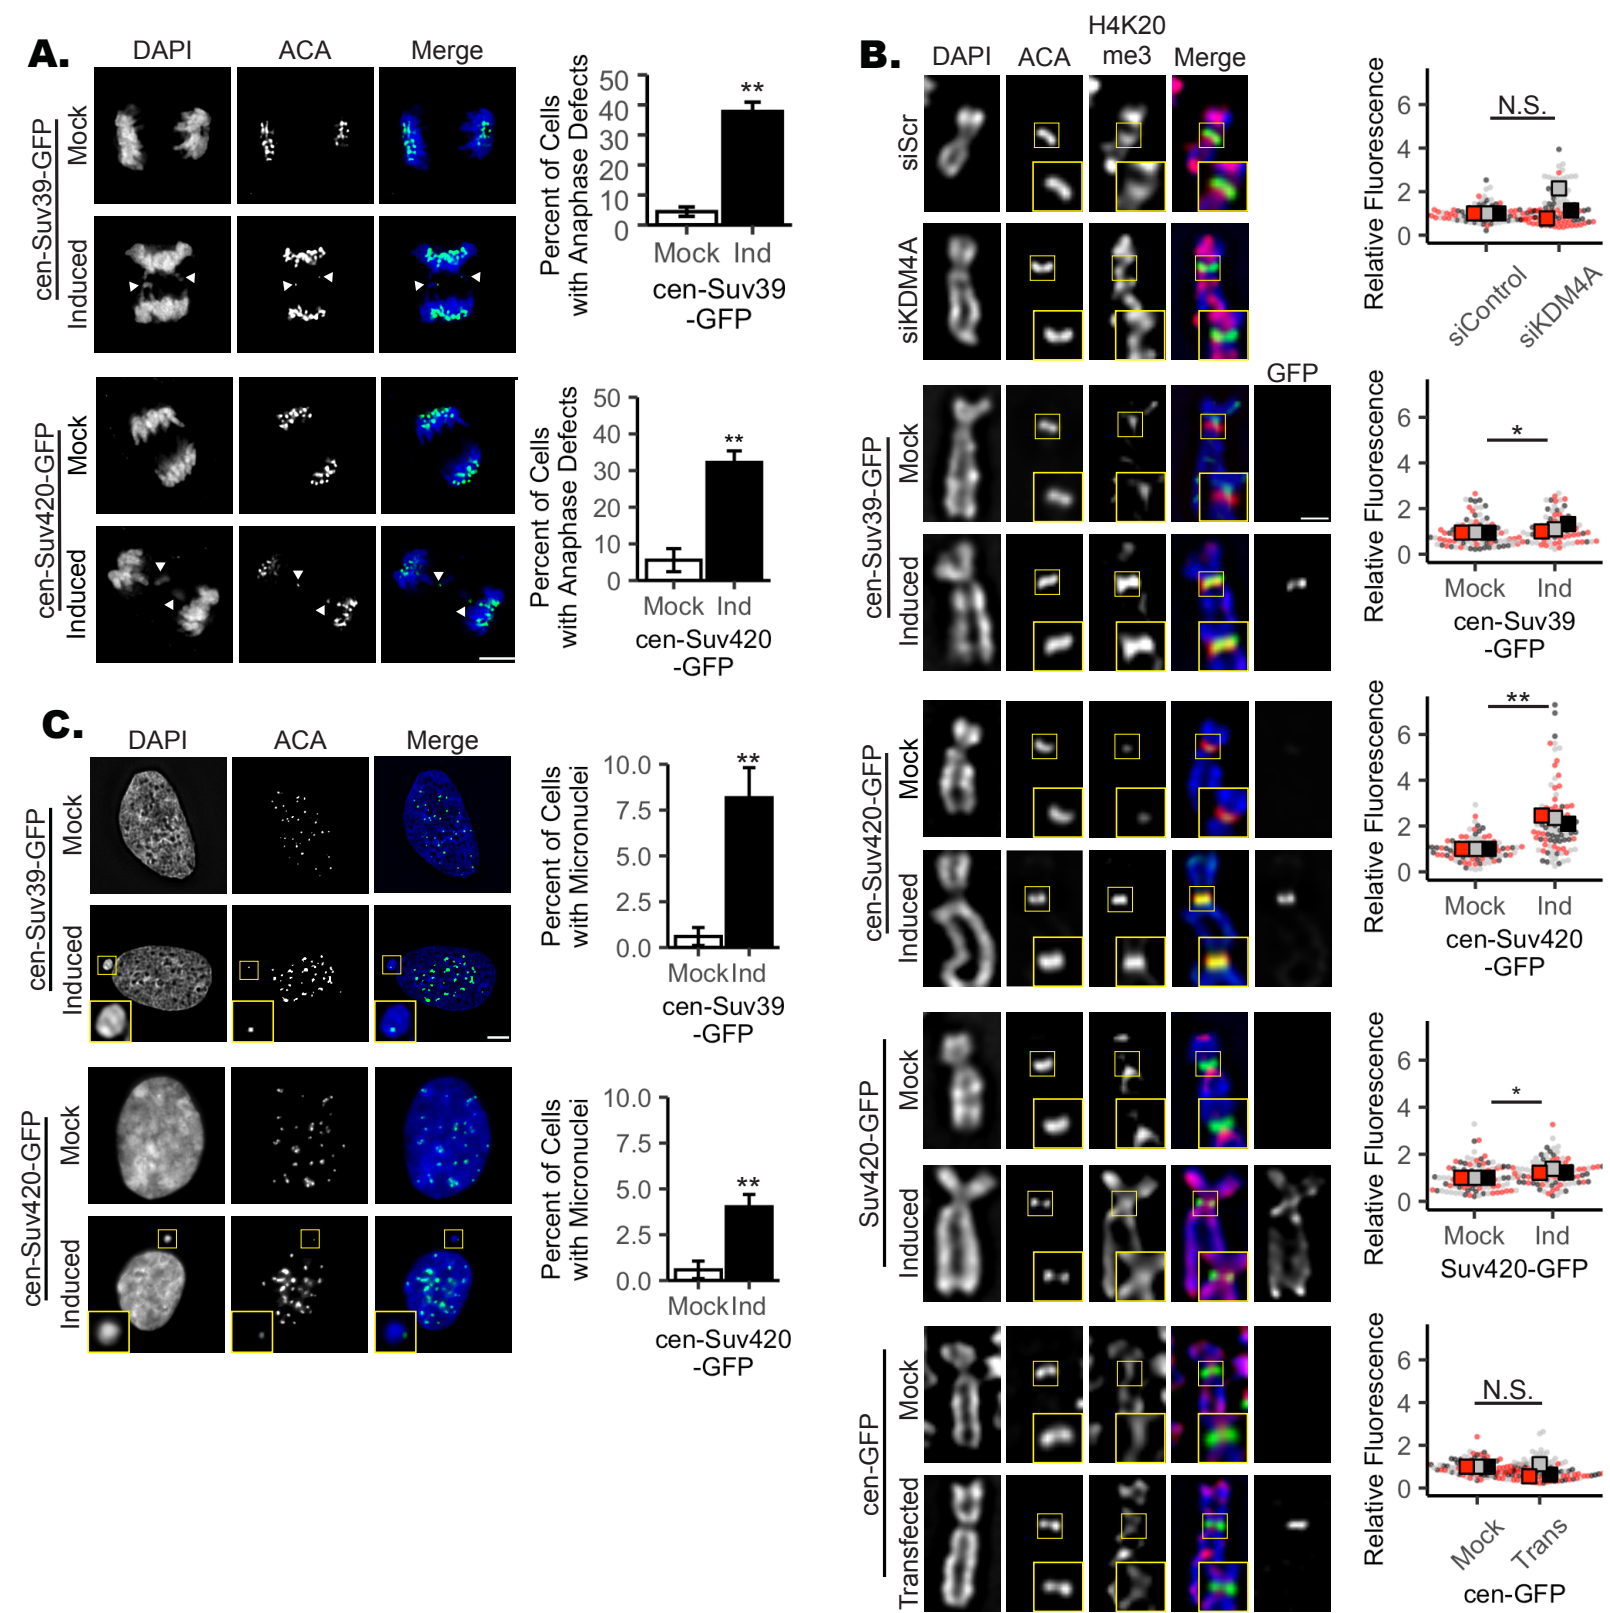 A.
DAPI ACA Merge
cen-Suv39-GFP
Mock
Induced
Percent of Cells
with Anaphase Defects
50
40
30
20
10
0
**
Mock Ind
cen-Suv39
-GFP
cen-Suv420-GFP
Mock
Induced
Percent of Cells
with Anaphase Defects
50
40
30
20
10
0
**
Mock Ind
cen-Suv420
-GFP
B.
DAPI ACA H4K20 me3 Merge
siScr
siKDM4A
Relative Fluorescence
6
4
2
0
N.S.
siControl siKDM4A
GFP
cen-Suv39-GFP
Mock
Induced
Relative Fluorescence
6
4
2
0
*
Mock Ind
cen-Suv39
-GFP
cen-Suv420-GFP
Mock
Induced
Relative Fluorescence
6
4
2
0
**
Mock Ind
cen-Suv420
-GFP
Suv420-GFP
Mock
Induced
Relative Fluorescence
6
4
2
0
*
Mock Ind
Suv420-GFP
cen-GFP
Mock
Transfected
Relative Fluorescence
6
4
2
0
N.S.
Mock Trans
cen-GFP
C.
DAPI ACA Merge
cen-Suv39-GFP
Mock
Induced
Percent of Cells
with Micronuclei
10.0
7.5
5.0
2.5
0.0
**
Mock Ind
cen-Suv39
-GFP
cen-Suv420-GFP
Mock
Induced
Percent of Cells
with Micronuclei
10.0
7.5
5.0
2.5
0.0
**
Mock Ind
cen-Suv420
-GFP